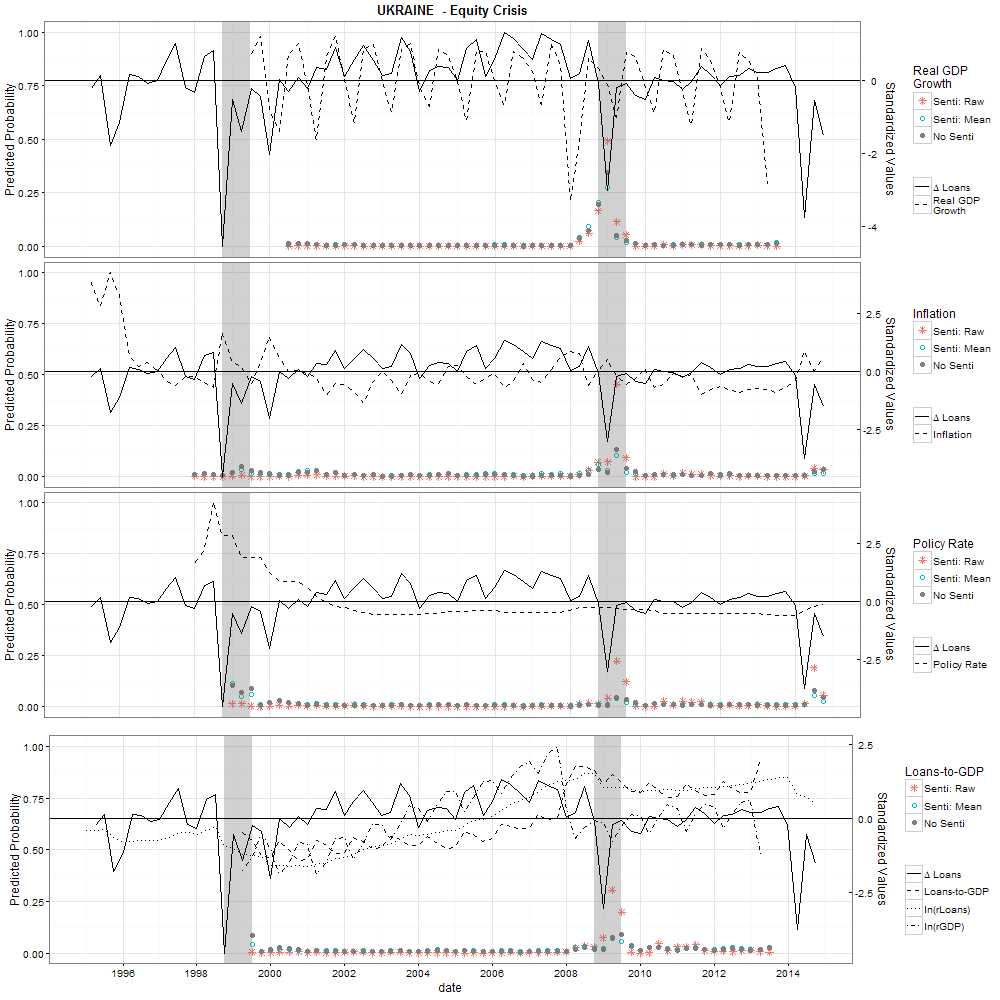 UKRAINE - Equity Crisis
Predicted Probability
1.00
0.75
0.50
0.25
0.00
0
-2
-4
Standardized Values
Real GDP
Growth
Senti: Raw
Senti: Mean
No Senti
Δ Loans
Real GDP
Growth
Predicted Probability
1.00
0.75
0.50
0.25
0.00
2.5
0.0
-2.5
Standardized Values
Inflation
Senti: Raw
Senti: Mean
No Senti
Δ Loans
Inflation
Predicted Probability
1.00
0.75
0.50
0.25
0.00
2.5
0.0
-2.5
Standardized Values
Policy Rate
Senti: Raw
Senti: Mean
No Senti
Δ Loans
Policy Rate
Predicted Probability
1.00
0.75
0.50
0.25
0.00
2.5
0.0
-2.5
Standardized Values
Loans-to-GDP
Senti: Raw
Senti: Mean
No Senti
Δ Loans
Loans-to-GDP
ln(rLoans)
ln(rGDP)
1996 1998 2000 2002 2004 2006 2008 2010 2012 2014
date